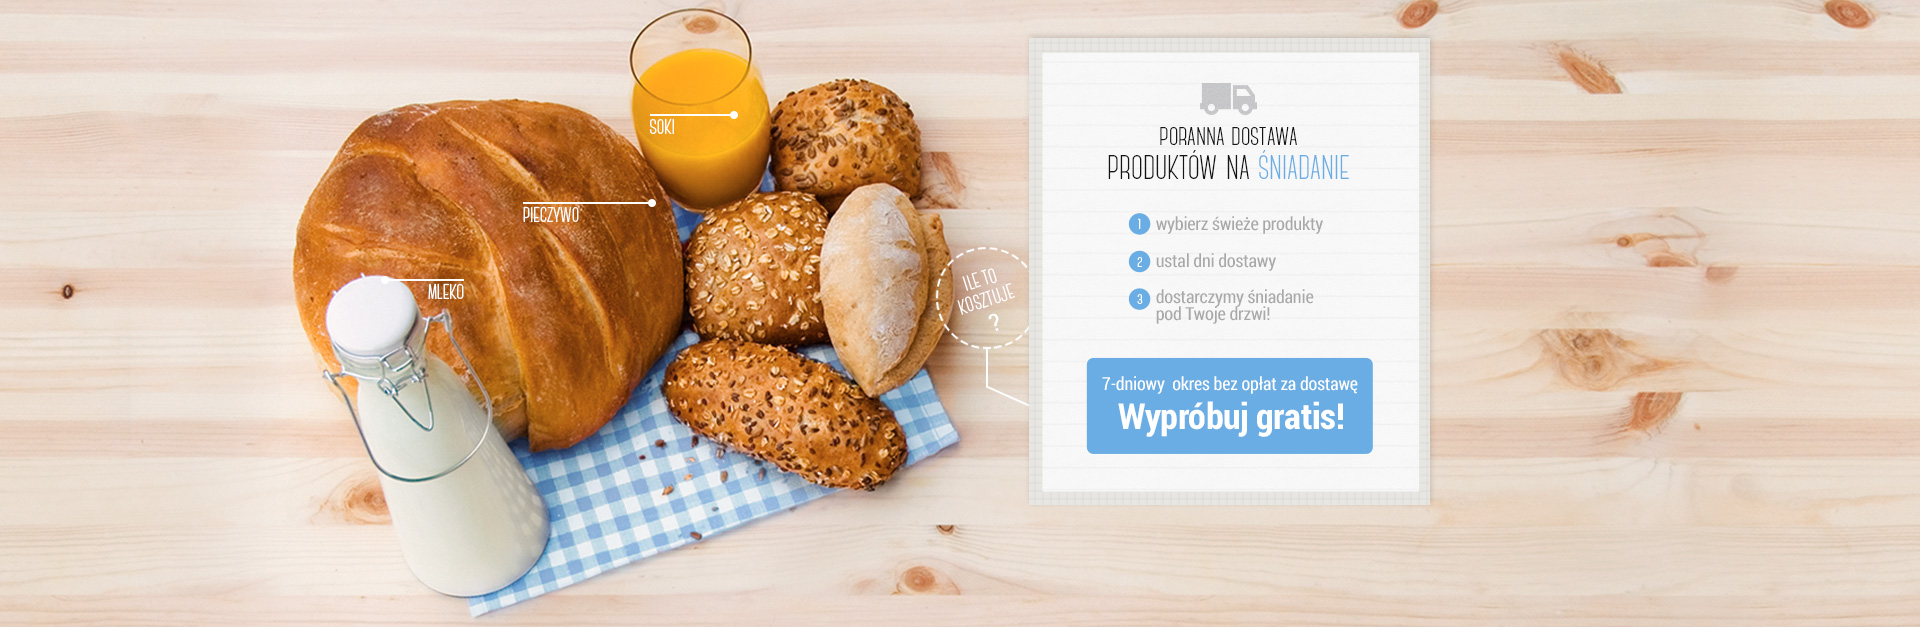 SOKI
PIECZYWO
MLEKO
ILE TO
KOSZTUJE
?
PORANNA DOSTAWA
PRODUKTÓW NA ŚNIADANIE
1 wybierz świeże produkty
2 ustal dni dostawy
3 dostarczymy śniadanie
pod Twoje drzwi!
7-dniowy okres bez opłat za dostawę
Wypróbuj gratis!